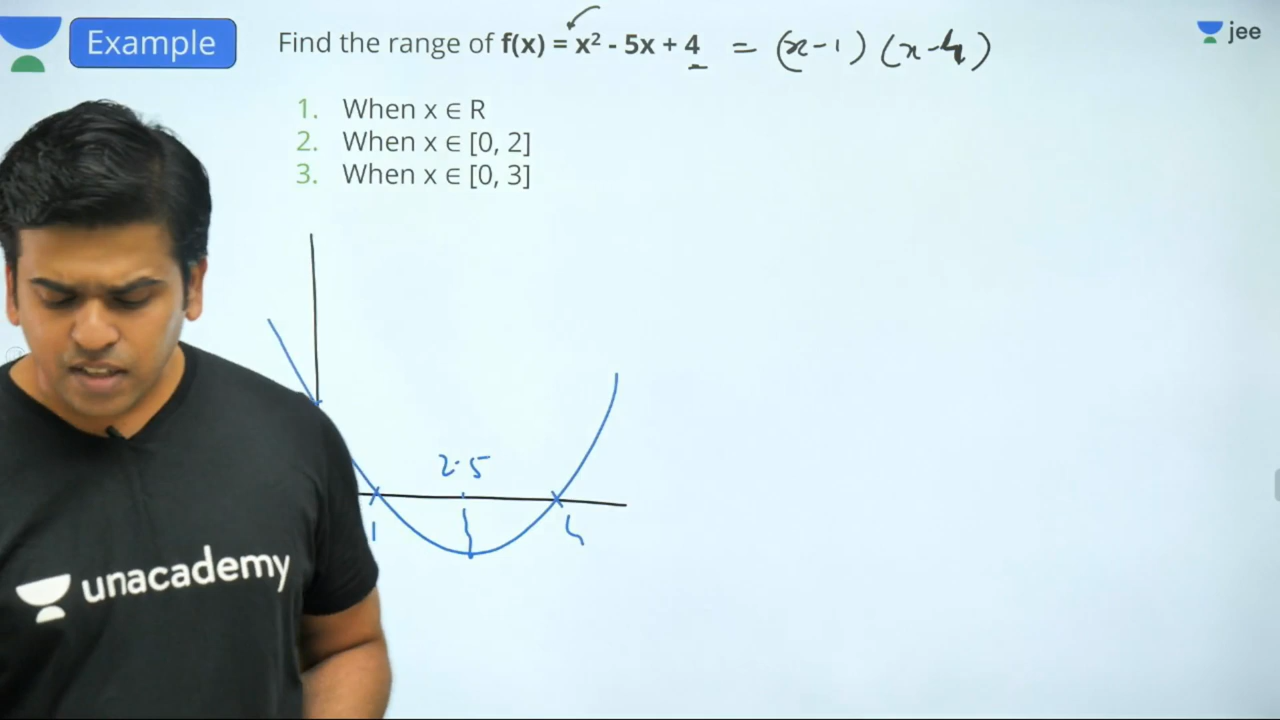 Example
Find the range of f(x) = x² - 5x + 4 = (x-1) (x-4)
jee
1. When x ∈ R
2. When x ∈ [0, 2]
3. When x ∈ [0, 3]
2.5
1
4
unacademy